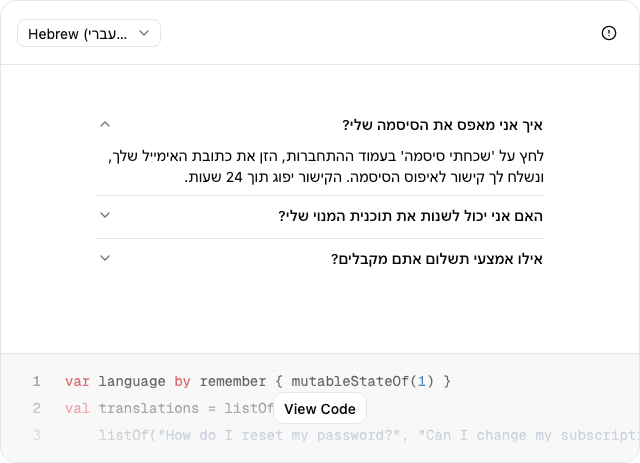 Hebrew (עברי...
איך אני מאפס את הסיסמה שלי?
לחץ על 'שכחתי סיסמה' בעמוד ההתחברות, הזן את כתובת האימייל שלך,
ונשלח לך קישור לאיפוס הסיסמה. הקישור יפוג תוך 24 שעות.
האם אני יכול לשנות את תוכנית המנוי שלי?
אילו אמצעי תשלום אתם מקבלים?
1 var language by remember { mutableStateOf(1) }
2 val translations = listOf
View Code
3 listOf("How do I reset my password?", "Can I change my subscripti